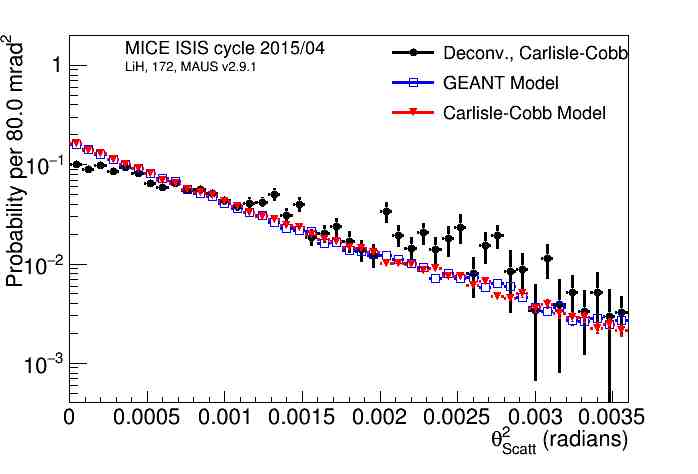 MICE ISIS cycle 2015/04
LiH, 172, MAUS v2.9.1
Deconv., Carlisle-Cobb
GEANT Model
Carlisle-Cobb Model
Probability per 80.0 mrad²
1
10⁻¹
10⁻²
10⁻³
0 0.0005 0.001 0.0015 0.002 0.0025 0.003 0.0035
θ²Scatt (radians)